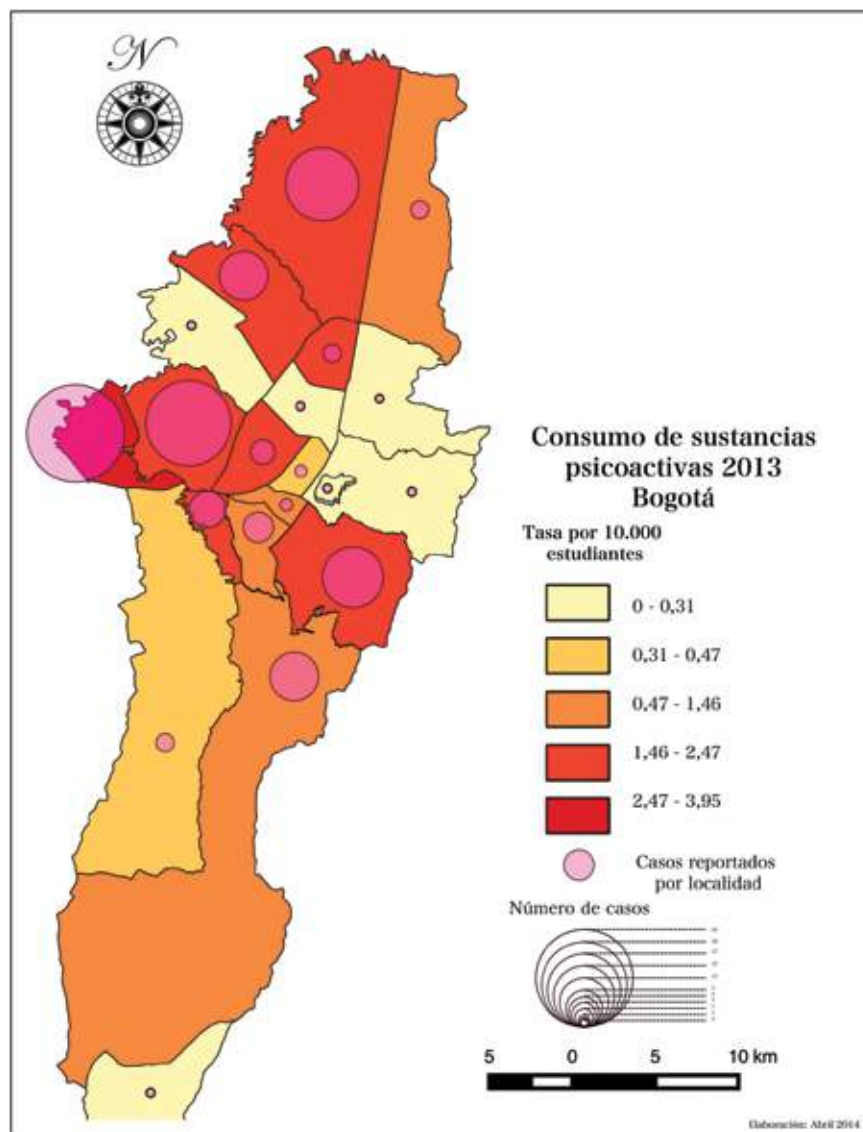 N
Consumo de sustancias
psicoactivas 2013
Bogotá
Tasa por 10.000
estudiantes
0 - 0,31
0,31 - 0,47
0,47 - 1,46
1,46 - 2,47
2,47 - 3,95
Casos reportados
por localidad
Número de casos
5 0 5 10 km
Elaboración: Abril 2014